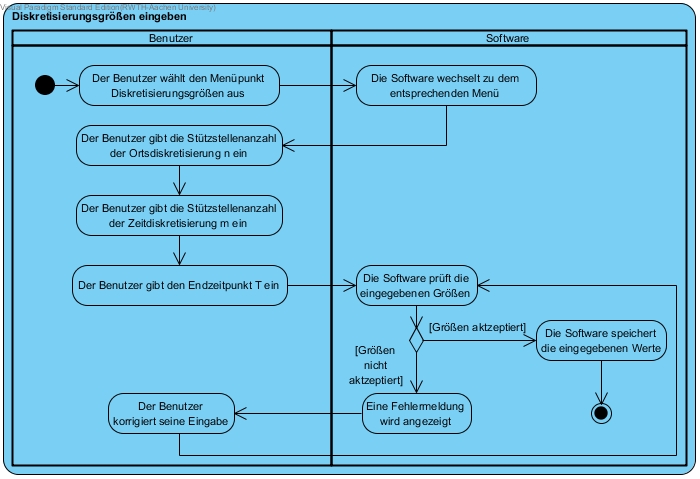 Visual Paradigm Standard Edition(RWTH-Aachen University)
Diskretisierungsgrößen eingeben
Benutzer
Software
Der Benutzer wählt den Menüpunkt
Diskretisierungsgrößen aus
Die Software wechselt zu dem
entsprechenden Menü
Der Benutzer gibt die Stützstellenanzahl
der Ortsdiskretisierung n ein
Der Benutzer gibt die Stützstellenanzahl
der Zeitdiskretisierung m ein
Der Benutzer gibt den Endzeitpunkt T ein
Die Software prüft die
eingegebenen Größen
[Größen aktzeptiert]
Die Software speichert
die eingegebenen Werte
[Größen
nicht
aktzeptiert]
Eine Fehlermeldung
wird angezeigt
Der Benutzer
korrigiert seine Eingabe